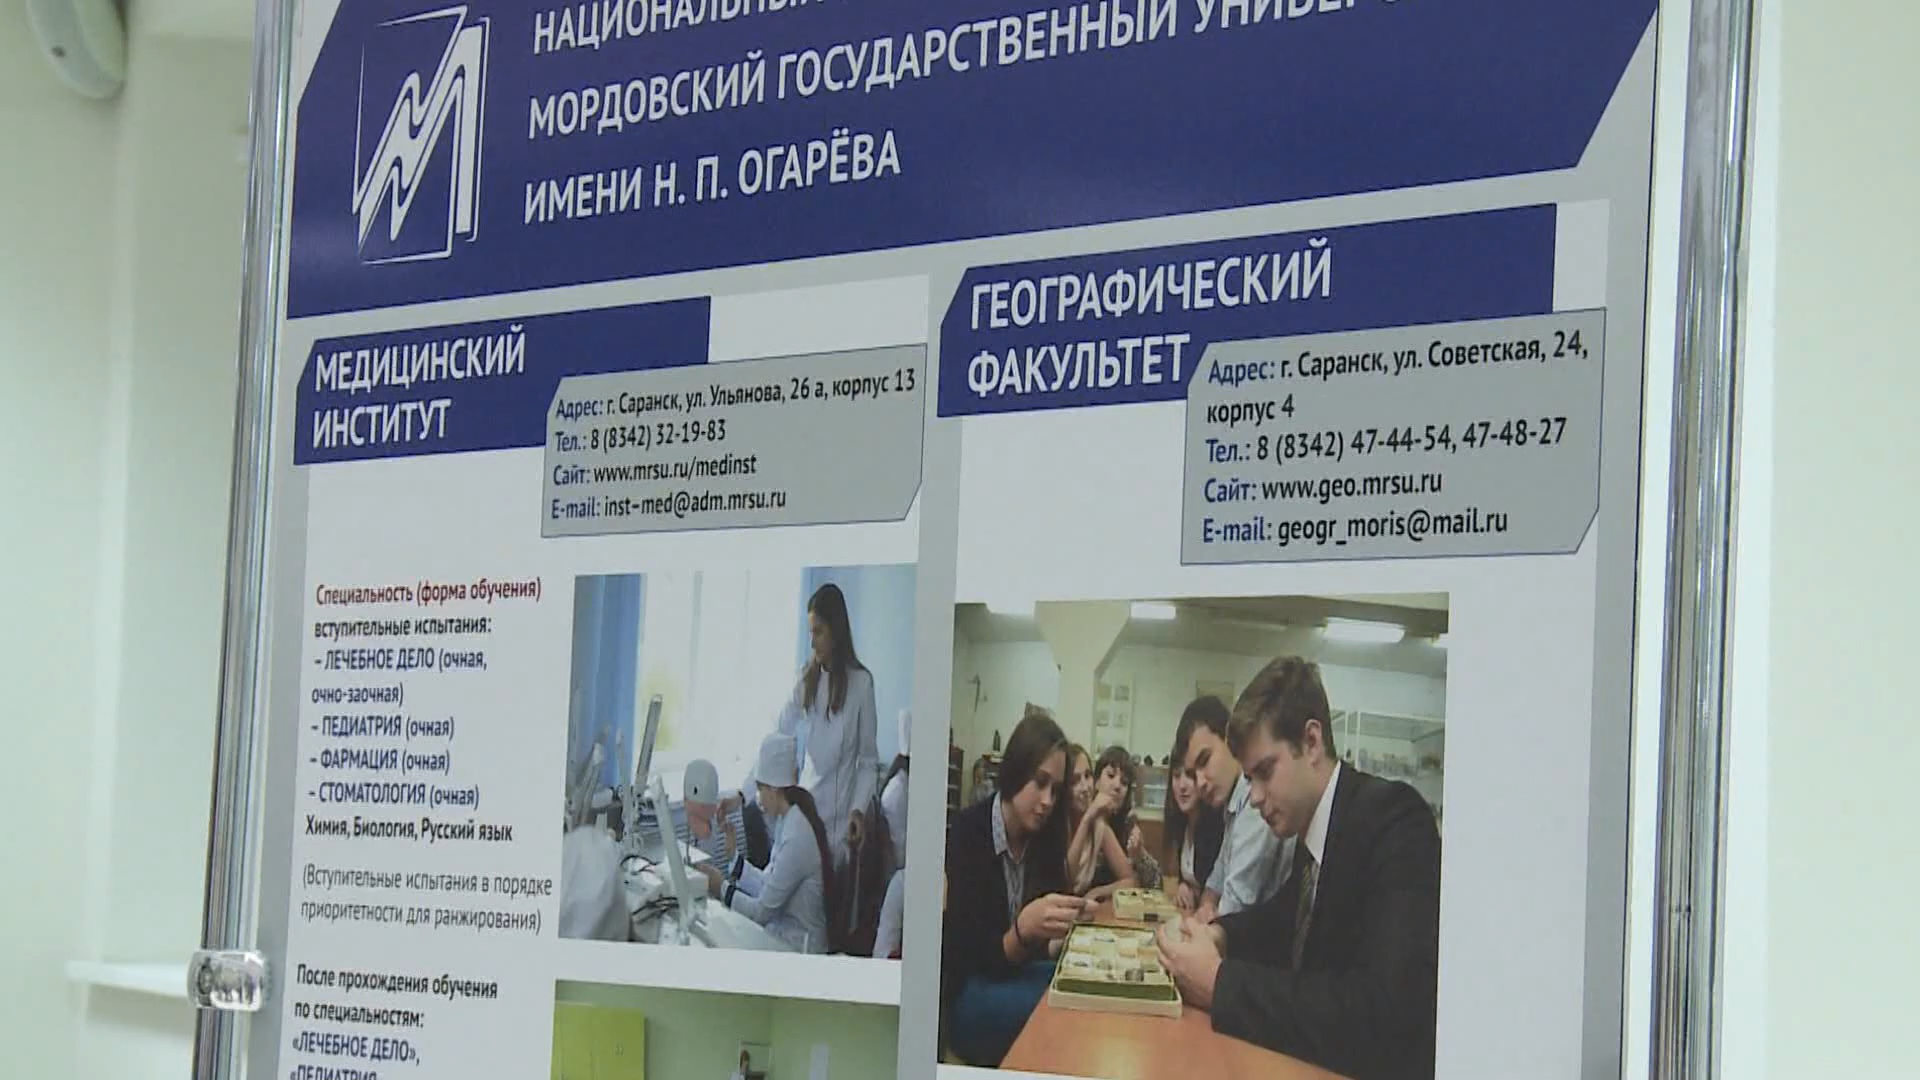 НАЦИОНАЛЬНЫЙ
МОРДОВСКИЙ ГОСУДАРСТВЕННЫЙ
ИМЕНИ Н. П. ОГАРЁВА
МЕДИЦИНСКИЙ
ИНСТИТУТ
Адрес: г. Саранск, ул. Ульянова, 26 а, корпус 13
Тел.: 8 (8342) 32-19-83
Сайт: www.mrsu.ru/medinst
E-mail: inst-med@adm.mrsu.ru
Специальность (форма обучения)
вступительные испытания:
- ЛЕЧЕБНОЕ ДЕЛО (очная,
очно-заочная)
- ПЕДИАТРИЯ (очная)
- ФАРМАЦИЯ (очная)
- СТОМАТОЛОГИЯ (очная)
Химия, Биология, Русский язык
(Вступительные испытания в порядке
приоритетности для ранжирования)
После прохождения обучения
по специальностям:
«ЛЕЧЕБНОЕ ДЕЛО»,
«ПЕДИАТРИЯ
ГЕОГРАФИЧЕСКИЙ
ФАКУЛЬТЕТ
Адрес: г. Саранск, ул. Советская, 24,
корпус 4
Тел.: 8 (8342) 47-44-54, 47-48-27
Сайт: www.geo.mrsu.ru
E-mail: geogr_moris@mail.ru